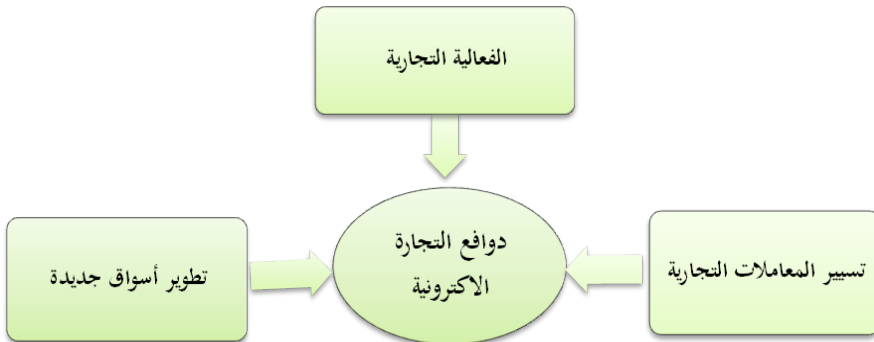 الفعالية التجارية
دوافع التجارة
الاكترونية
تسيير المعاملات التجارية
تطوير أسواق جديدة